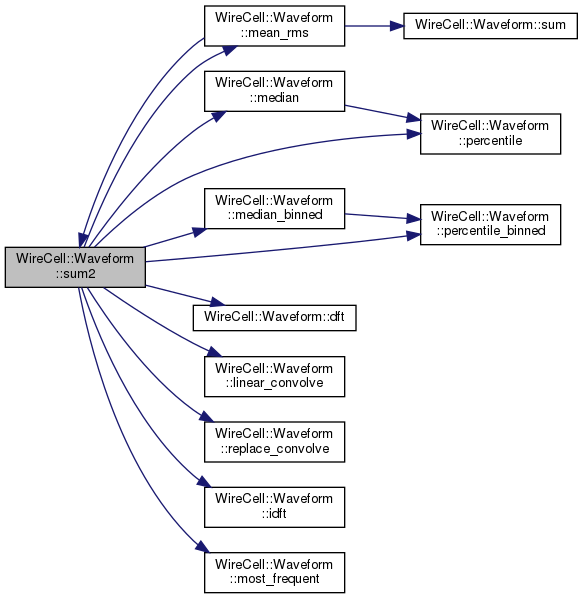 WireCell::Waveform
::mean_rms
WireCell::Waveform::sum
WireCell::Waveform
::median
WireCell::Waveform
::percentile
WireCell::Waveform
::median_binned
WireCell::Waveform
::percentile_binned
WireCell::Waveform
::sum2
WireCell::Waveform::dft
WireCell::Waveform
::linear_convolve
WireCell::Waveform
::replace_convolve
WireCell::Waveform
::idft
WireCell::Waveform
::most_frequent